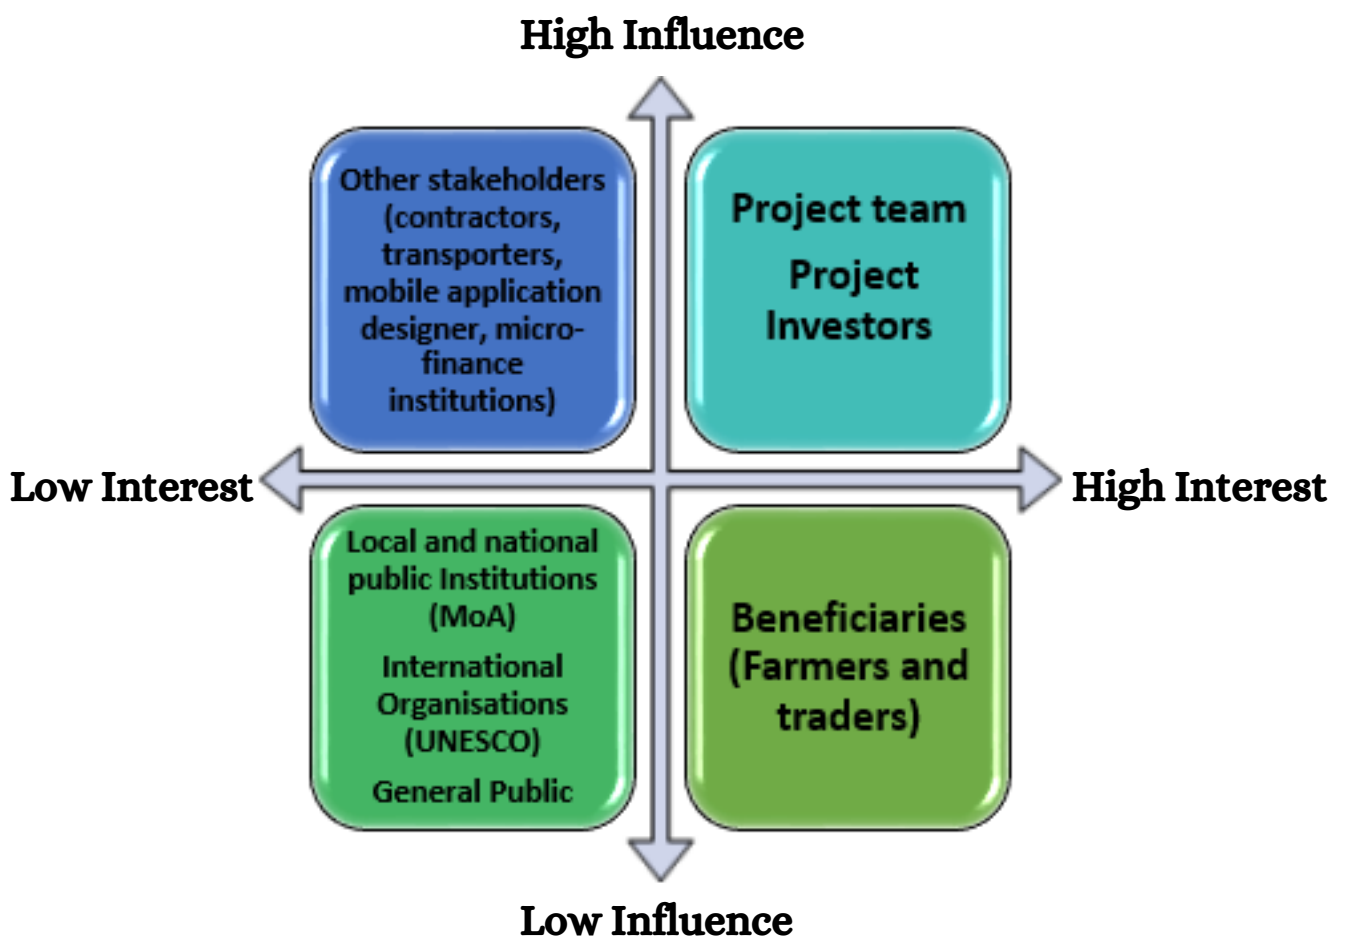 High Influence
Other stakeholders
(contractors,
transporters,
mobile application
designer, micro-
finance
institutions)
Project team
Project
Investors
Low Interest
High Interest
Local and national
public Institutions
(MoA)
International
Organisations
(UNESCO)
General Public
Beneficiaries
(Farmers and
traders)
Low Influence